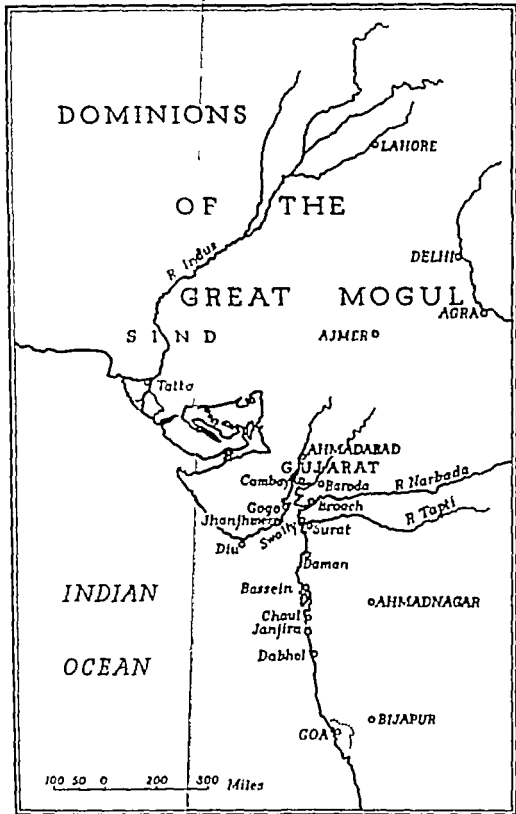 DOMINIONS
LAHORE
OF THE
R Indus
DELHI
GREAT MOGUL
AGRA
SIND
AJMER
Tatta
AHMADABAD
GUJARAT
Cambay
Baroda
R Narbada
Gogo
Broach
Jhanjhmer
Swally
Surat
R Tapti
Diu
Daman
INDIAN
Bassein
AHMADNAGAR
Chaul
Janjira
OCEAN
Dabhol
BIJAPUR
GOA
100 50 0 200 300 Miles